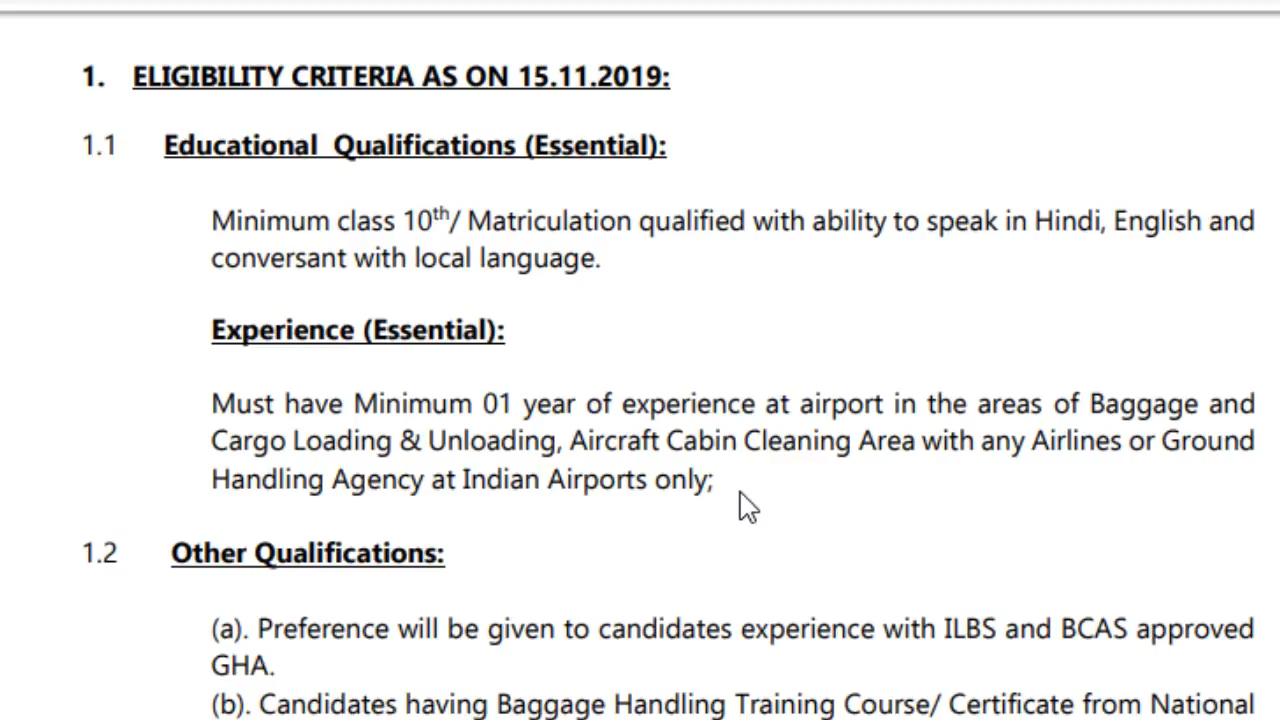 1. ELIGIBILITY CRITERIA AS ON 15.11.2019:
1.1 Educational Qualifications (Essential):
Minimum class 10th/ Matriculation qualified with ability to speak in Hindi, English and
conversant with local language.
Experience (Essential):
Must have Minimum 01 year of experience at airport in the areas of Baggage and
Cargo Loading & Unloading, Aircraft Cabin Cleaning Area with any Airlines or Ground
Handling Agency at Indian Airports only;
1.2 Other Qualifications:
(a). Preference will be given to candidates experience with ILBS and BCAS approved
GHA.
(b). Candidates having Baggage Handling Training Course/ Certificate from National